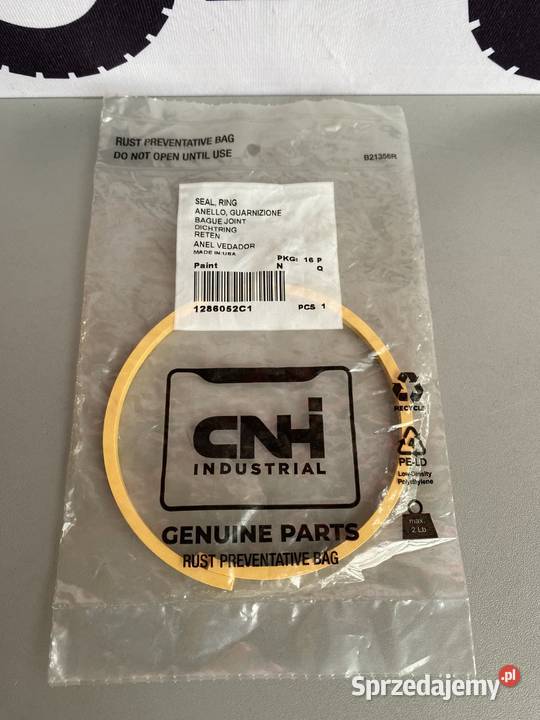 RUST PREVENTATIVE BAG
DO NOT OPEN UNTIL USE
B21356R
SEAL, RING
ANELLO, GUARNIZIONE
BAGUE JOINT
DICHTRING
RETEN
ANEL VEDADOR
MADE IN USA
PKG: 16 P
Paint N Q
1286052C1 PCS 1
CNH
INDUSTRIAL
GENUINE PARTS
RUST PREVENTATIVE BAG
RECYCLE
4
PE-LD
Low-Density
Polyethylene
max.
2 Lb
Sprzedajemy.pl